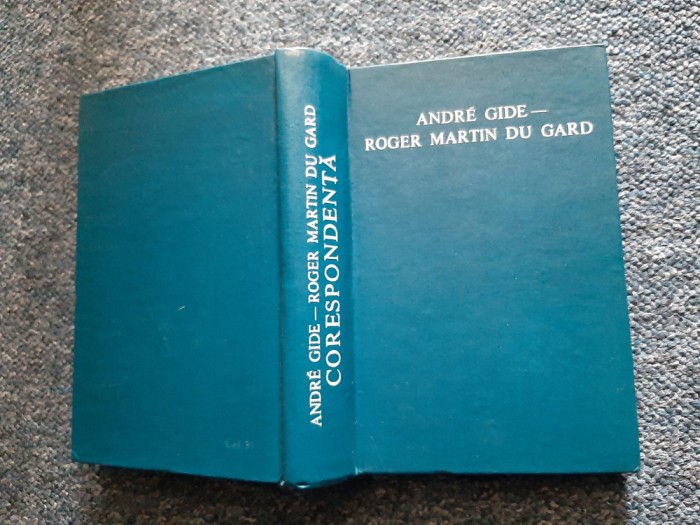 ANDRÉ GIDE —
ROGER MARTIN DU GARD
ANDRÉ GIDE — ROGER MARTIN DU GARD
CORESPONDENȚĂ